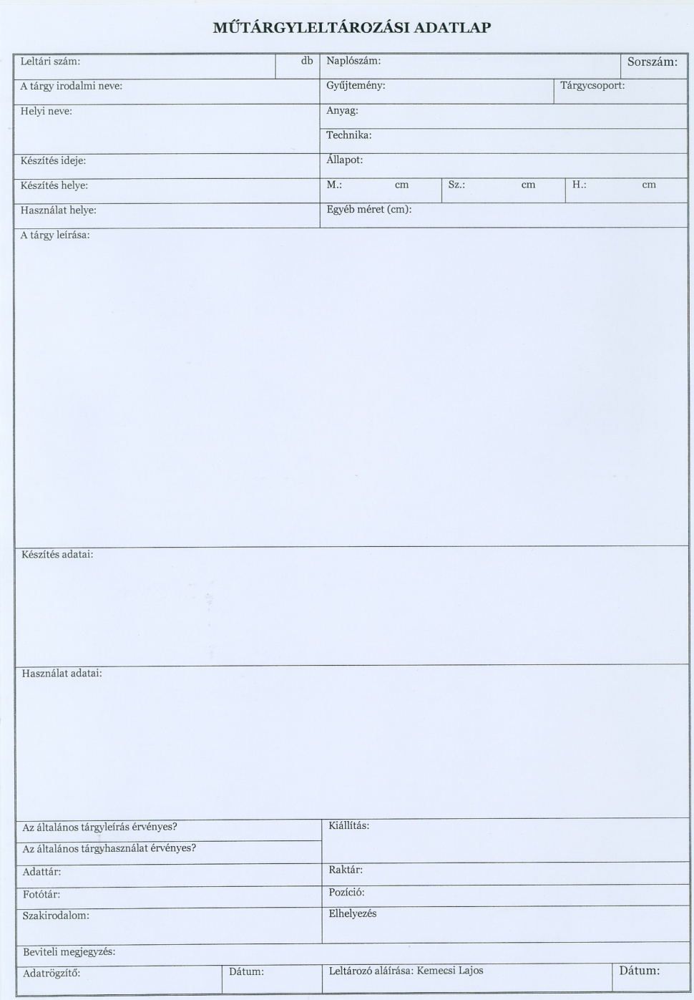 MŰTÁRGYLELTÁROZÁSI ADATLAP
Leltári szám: db Naplószám: Sorszám:
A tárgy irodalmi neve: Gyűjtemény: Tárgycsoport:
Helyi neve: Anyag:
Technika:
Készítés ideje: Állapot:
Készítés helye: M.: cm Sz.: cm H.: cm
Használat helye: Egyéb méret (cm):
A tárgy leírása:
Készítés adatai:
Használat adatai:
Az általános tárgyleírás érvényes? Kiállítás:
Az általános tárgyhasználat érvényes?
Adattár: Raktár:
Fotótár: Pozíció:
Szakirodalom: Elhelyezés
Beviteli megjegyzés:
Adatrögzítő: Dátum: Leltározó aláírása: Kemecsi Lajos Dátum: